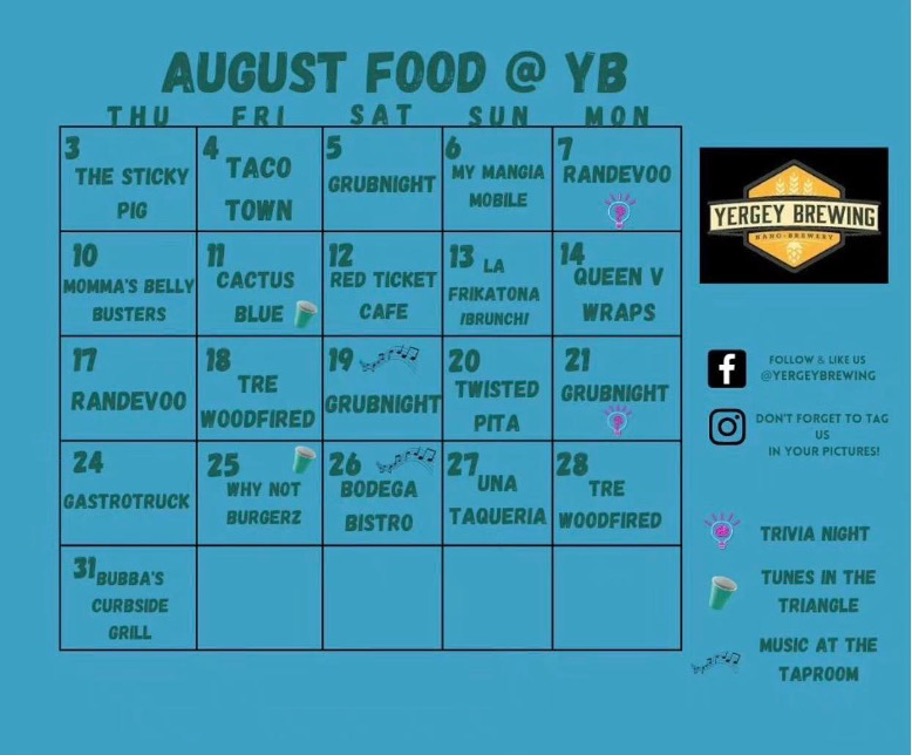 AUGUST FOOD @ YB
THU FRI SAT SUN MON
3
THE STICKY
PIG
4
TACO
TOWN
5
GRUBNIGHT
6
MY MANGIA
MOBILE
7
RANDEVOO
10
MOMMA'S BELLY
BUSTERS
11
CACTUS
BLUE
12
RED TICKET
CAFE
13 LA
FRIKATONA
/BRUNCH/
14
QUEEN V
WRAPS
17
RANDEVOO
18
TRE
WOODFIRED
19
GRUBNIGHT
20
TWISTED
PITA
21
GRUBNIGHT
24
GASTROTRUCK
25
WHY NOT
BURGERZ
26
BODEGA
BISTRO
27
UNA
TAQUERIA
28
TRE
WOODFIRED
31
BUBBA'S
CURBSIDE
GRILL
YERGEY BREWING
NANO-BREWERY
FOLLOW & LIKE US
@YERGEYBREWING
DON'T FORGET TO TAG
US
IN YOUR PICTURES!
TRIVIA NIGHT
TUNES IN THE
TRIANGLE
MUSIC AT THE
TAPROOM